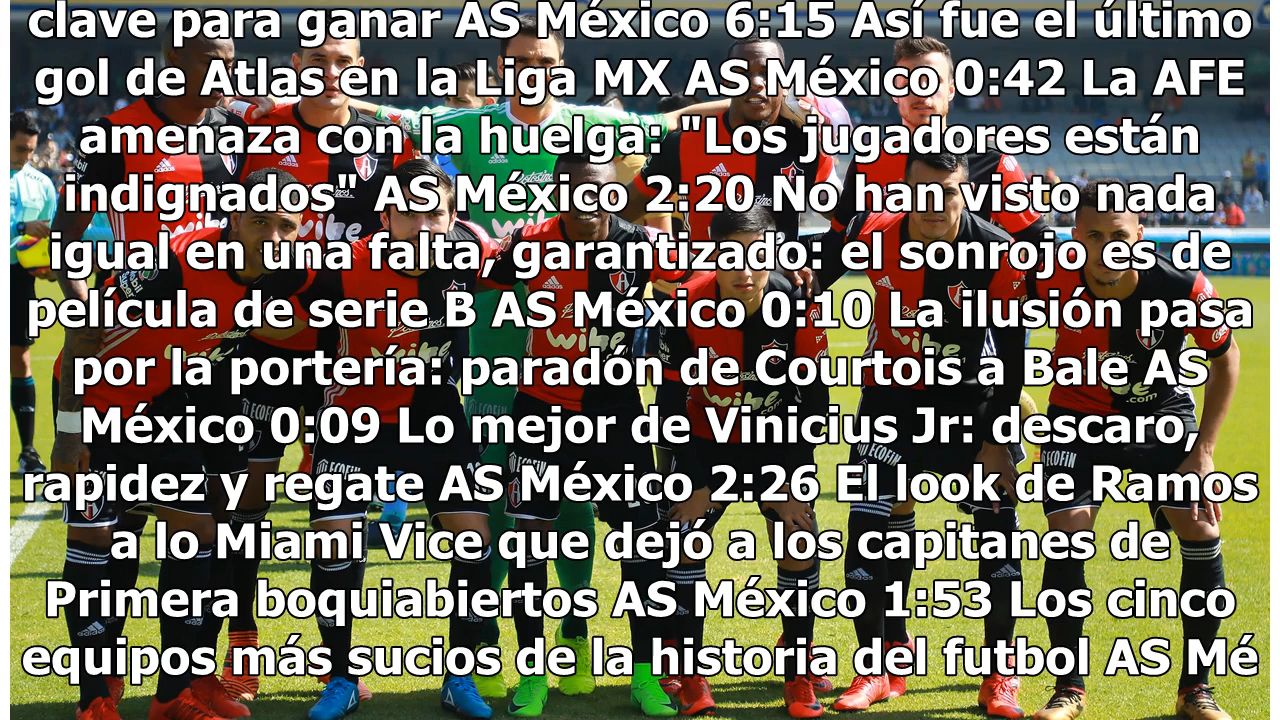 clave para ganar AS México 6:15 Así fue el último
gol de Atlas en la Liga MX AS México 0:42 La AFE
amenaza con la huelga: "Los jugadores están
indignados" AS México 2:20 No han visto nada
igual en una falta, garantizado: el sonrojo es de
película de serie B AS México 0:10 La ilusión pasa
por la portería: paradón de Courtois a Bale AS
México 0:09 Lo mejor de Vinicius Jr: descaro,
rapidez y regate AS México 2:26 El look de Ramos
a lo Miami Vice que dejó a los capitanes de
Primera boquiabiertos AS México 1:53 Los cinco
equipos más sucios de la historia del futbol AS Mé